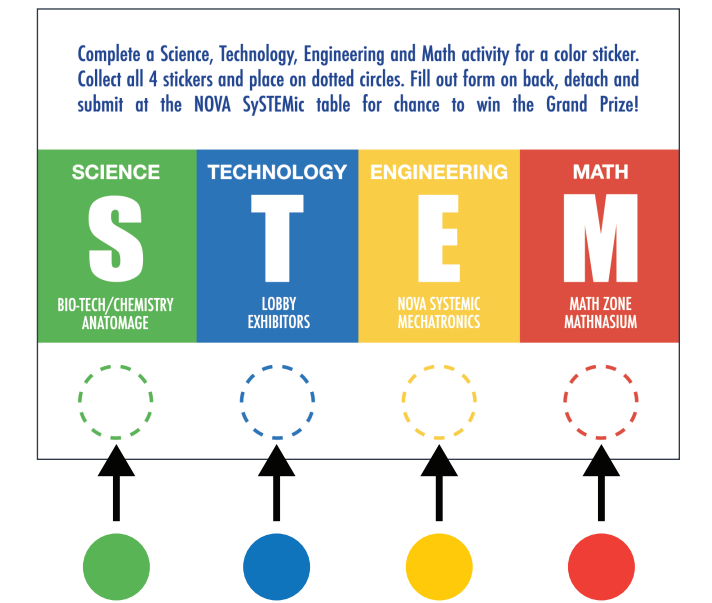 Complete a Science, Technology, Engineering and Math activity for a color sticker.
Collect all 4 stickers and place on dotted circles. Fill out form on back, detach and
submit at the NOVA SySTEMic table for chance to win the Grand Prize!
SCIENCE TECHNOLOGY ENGINEERING MATH
S T E M
BIO-TECH/CHEMISTRY
ANATOMAGE
LOBBY
EXHIBITORS
NOVA SYSTEMIC
MECHATRONICS
MATH ZONE
MATHNASIUM